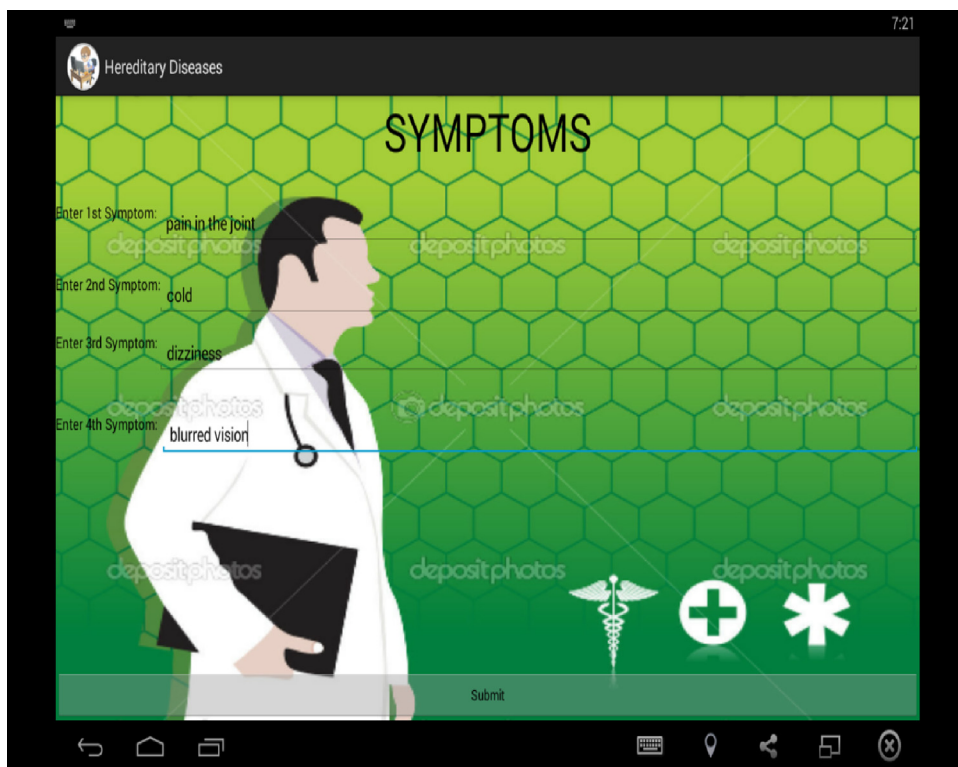 7:21
Hereditary Diseases
SYMPTOMS
Enter 1st Symptom: pain in the joint
depositphotos depositphotos depositphotos
Enter 2nd Symptom: cold
Enter 3rd Symptom: dizziness
depositphotos depositphotos depositphotos
Enter 4th Symptom: blurred vision
depositphotos depositphotos depositphotos
Submit